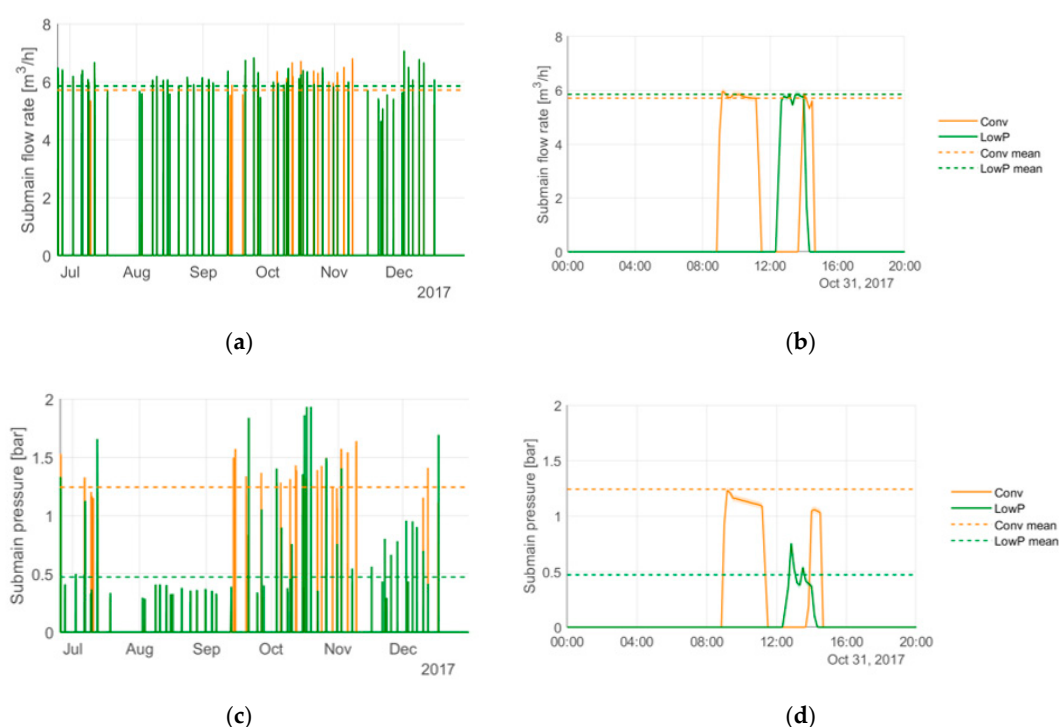 Submain flow rate [m³/h]
8
6
4
2
0
Jul Aug Sep Oct Nov Dec
2017
(a)
Submain flow rate [m³/h]
8
6
4
2
0
00:00 04:00 08:00 12:00 16:00 20:00
Oct 31, 2017
Conv
LowP
Conv mean
LowP mean
(b)
Submain pressure [bar]
2
1.5
1
0.5
0
Jul Aug Sep Oct Nov Dec
2017
(c)
Submain pressure [bar]
2
1.5
1
0.5
0
00:00 04:00 08:00 12:00 16:00 20:00
Oct 31, 2017
Conv
LowP
Conv mean
LowP mean
(d)